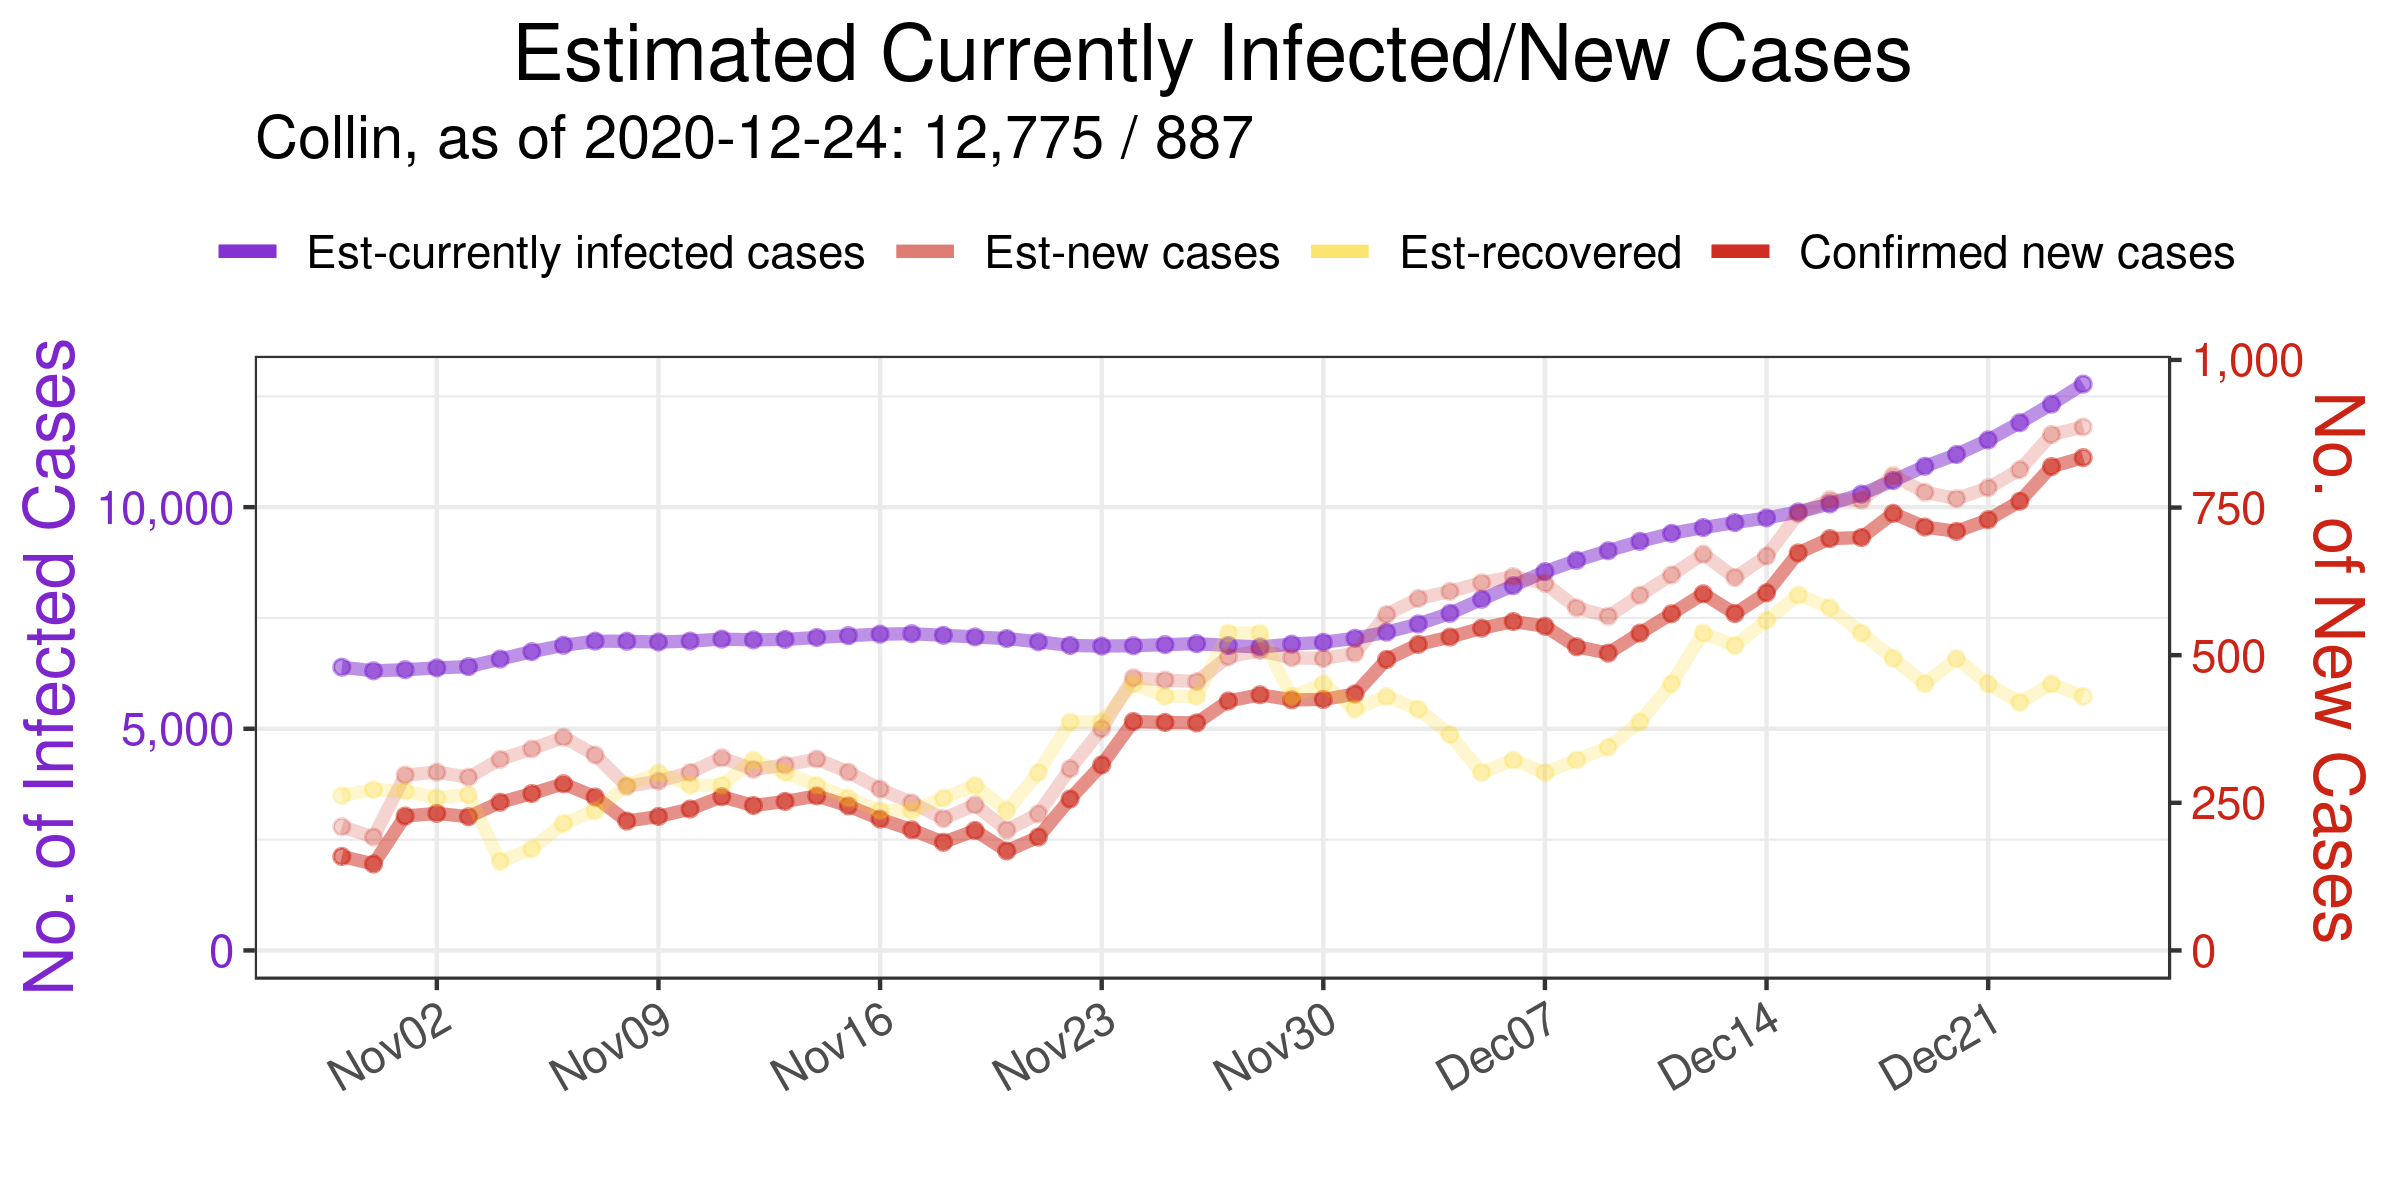 Estimated Currently Infected/New Cases
Collin, as of 2020-12-24: 12,775 / 887
Est-currently infected cases Est-new cases Est-recovered Confirmed new cases
No. of Infected Cases
10,000
5,000
0
1,000
750
500
250
0
No. of New Cases
Nov02 Nov09 Nov16 Nov23 Nov30 Dec07 Dec14 Dec21